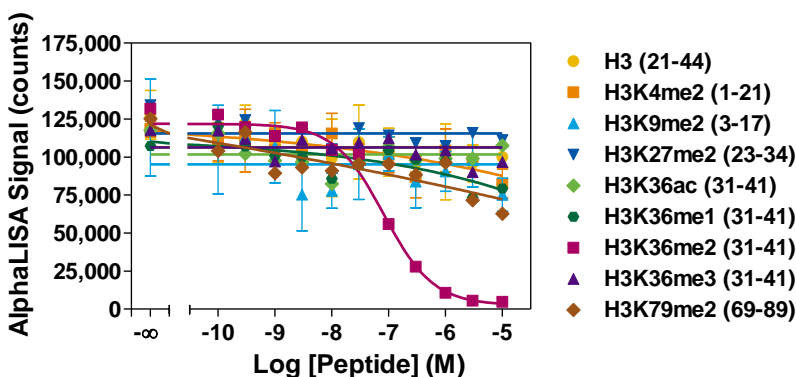 175,000
150,000
125,000
100,000
75,000
50,000
25,000
0
AlphaLISA Signal (counts)
-∞ -10 -9 -8 -7 -6 -5
Log [Peptide] (M)
H3 (21-44)
H3K4me2 (1-21)
H3K9me2 (3-17)
H3K27me2 (23-34)
H3K36ac (31-41)
H3K36me1 (31-41)
H3K36me2 (31-41)
H3K36me3 (31-41)
H3K79me2 (69-89)